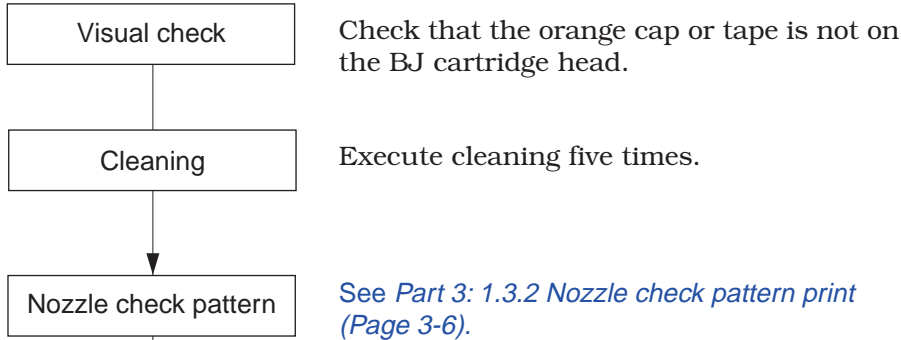 Visual check
Check that the orange cap or tape is not on
the BJ cartridge head.
Cleaning
Execute cleaning five times.
Nozzle check pattern
See Part 3: 1.3.2 Nozzle check pattern print
(Page 3-6).